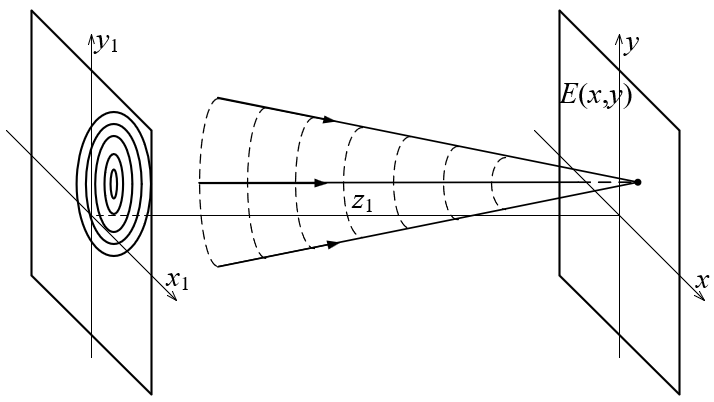 y₁
y
E(x,y)
z₁
x₁
x